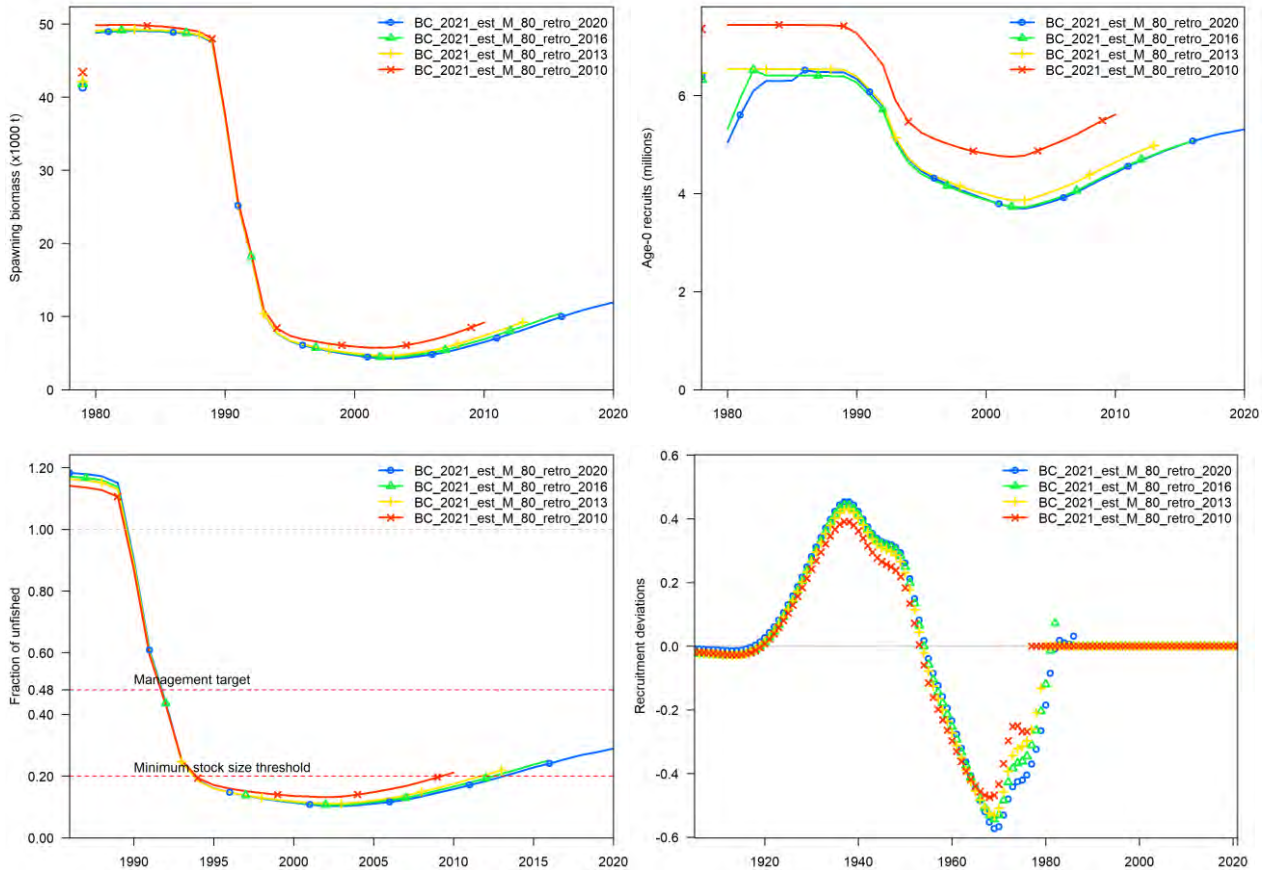 Spawning biomass (x1000 t)
50
40
30
20
10
0
1980 1990 2000 2010 2020
BC_2021_est_M_80_retro_2020
BC_2021_est_M_80_retro_2016
BC_2021_est_M_80_retro_2013
BC_2021_est_M_80_retro_2010
Age-0 recruits (millions)
6
4
2
0
1980 1990 2000 2010 2020
BC_2021_est_M_80_retro_2020
BC_2021_est_M_80_retro_2016
BC_2021_est_M_80_retro_2013
BC_2021_est_M_80_retro_2010
Fraction of unfished
1.20
1.00
0.60
0.48
0.40
0.20
0.00
1990 1995 2000 2005 2010 2015 2020
BC_2021_est_M_80_retro_2020
BC_2021_est_M_80_retro_2016
BC_2021_est_M_80_retro_2013
BC_2021_est_M_80_retro_2010
Management target
Minimum stock size threshold
Recruitment deviations
0.6
0.4
0.2
0.0
-0.2
-0.4
-0.6
1920 1940 1960 1980 2000 2020
BC_2021_est_M_80_retro_2020
BC_2021_est_M_80_retro_2016
BC_2021_est_M_80_retro_2013
BC_2021_est_M_80_retro_2010